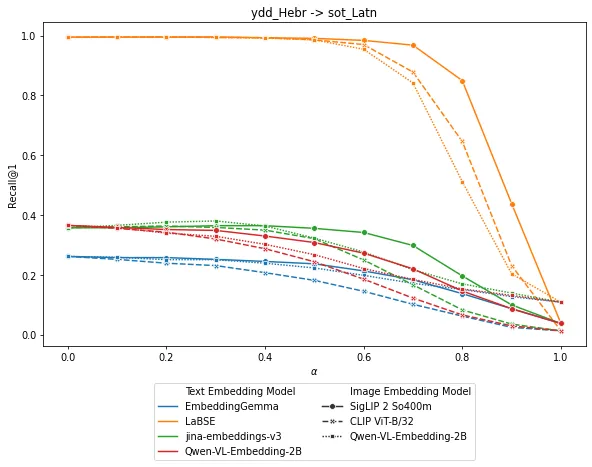 ydd_Hebr -> sot_Latn
1.0
0.8
0.6
0.4
0.2
0.0
Recall@1
0.0 0.2 0.4 0.6 0.8 1.0
α
Text Embedding Model Image Embedding Model
EmbeddingGemma SigLIP 2 So400m
LaBSE CLIP ViT-B/32
jina-embeddings-v3 Qwen-VL-Embedding-2B
Qwen-VL-Embedding-2B